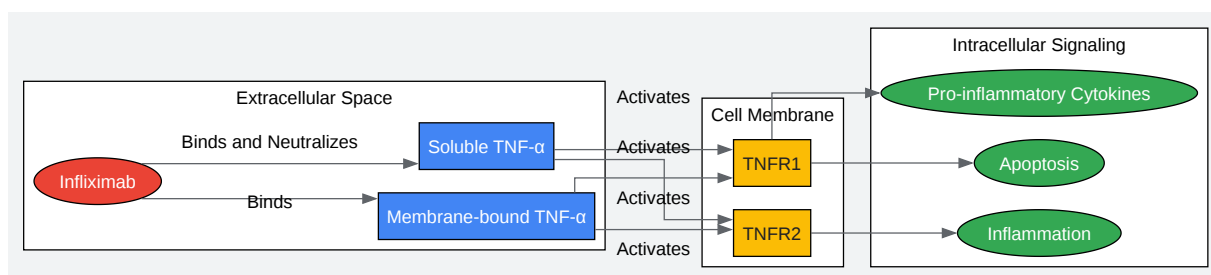 Intracellular Signaling
Pro-inflammatory Cytokines
Extracellular Space
Activates
Cell Membrane
Binds and Neutralizes
Soluble TNF-α
Activates
TNFR1
Apoptosis
Infliximab
Binds
Membrane-bound TNF-α
Activates
TNFR2
Inflammation
Activates